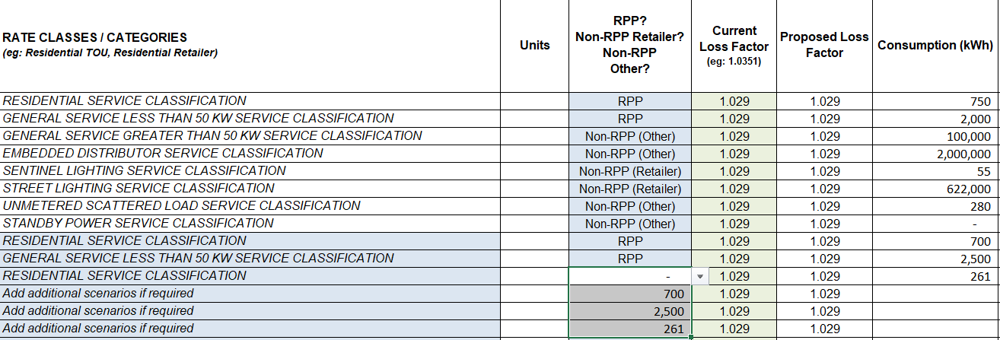 RATE CLASSES / CATEGORIES
(eg: Residential TOU, Residential Retailer)
Units
RPP?
Non-RPP Retailer?
Non-RPP
Other?
Current
Loss Factor
(eg: 1.0351)
Proposed Loss
Factor
Consumption (kWh)
RESIDENTIAL SERVICE CLASSIFICATION RPP 1.029 1.029 750
GENERAL SERVICE LESS THAN 50 KW SERVICE CLASSIFICATION RPP 1.029 1.029 2,000
GENERAL SERVICE GREATER THAN 50 KW SERVICE CLASSIFICATION Non-RPP (Other) 1.029 1.029 100,000
EMBEDDED DISTRIBUTOR SERVICE CLASSIFICATION Non-RPP (Other) 1.029 1.029 2,000,000
SENTINEL LIGHTING SERVICE CLASSIFICATION Non-RPP (Retailer) 1.029 1.029 55
STREET LIGHTING SERVICE CLASSIFICATION Non-RPP (Retailer) 1.029 1.029 622,000
UNMETERED SCATTERED LOAD SERVICE CLASSIFICATION Non-RPP (Other) 1.029 1.029 280
STANDBY POWER SERVICE CLASSIFICATION Non-RPP (Other) 1.029 1.029 -
RESIDENTIAL SERVICE CLASSIFICATION RPP 1.029 1.029 700
GENERAL SERVICE LESS THAN 50 KW SERVICE CLASSIFICATION RPP 1.029 1.029 2,500
RESIDENTIAL SERVICE CLASSIFICATION - 1.029 1.029 261
Add additional scenarios if required 700 1.029 1.029
Add additional scenarios if required 2,500 1.029 1.029
Add additional scenarios if required 261 1.029 1.029